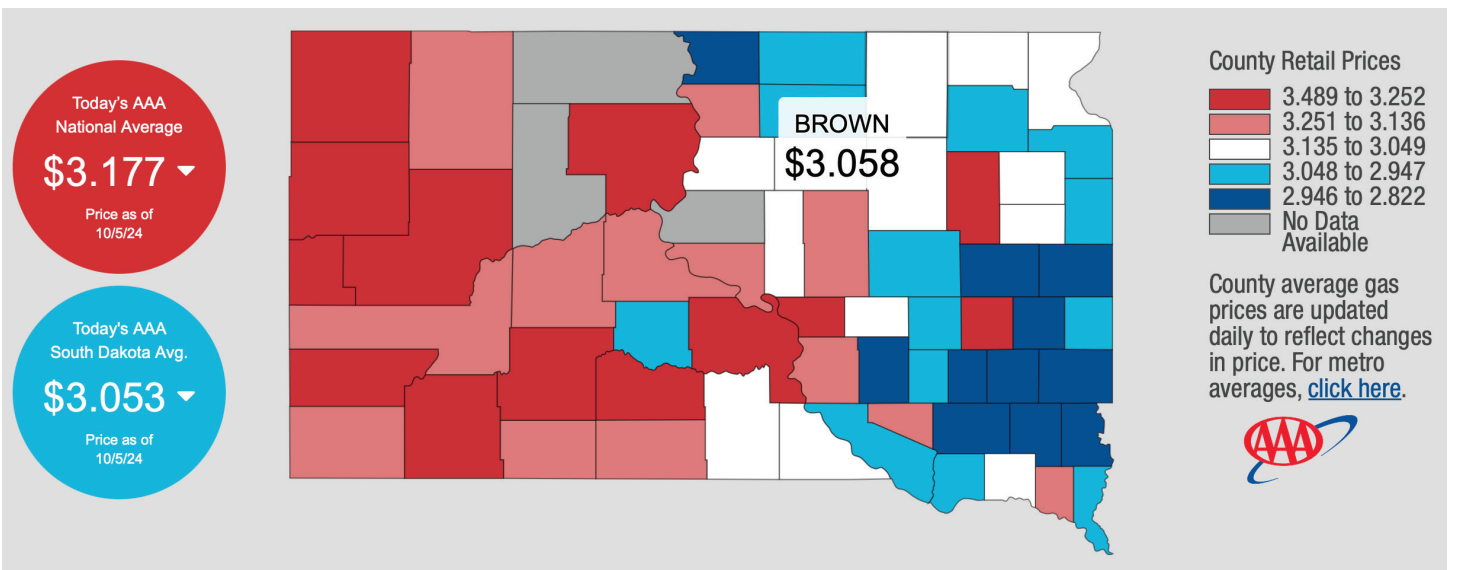 Today's AAA
National Average
$3.177
Price as of
10/5/24
Today's AAA
South Dakota Avg.
$3.053
Price as of
10/5/24
BROWN
$3.058
County Retail Prices
3.489 to 3.252
3.251 to 3.136
3.135 to 3.049
3.048 to 2.947
2.946 to 2.822
No Data
Available
County average gas
prices are updated
daily to reflect changes
in price. For metro
averages, click here.
AAA